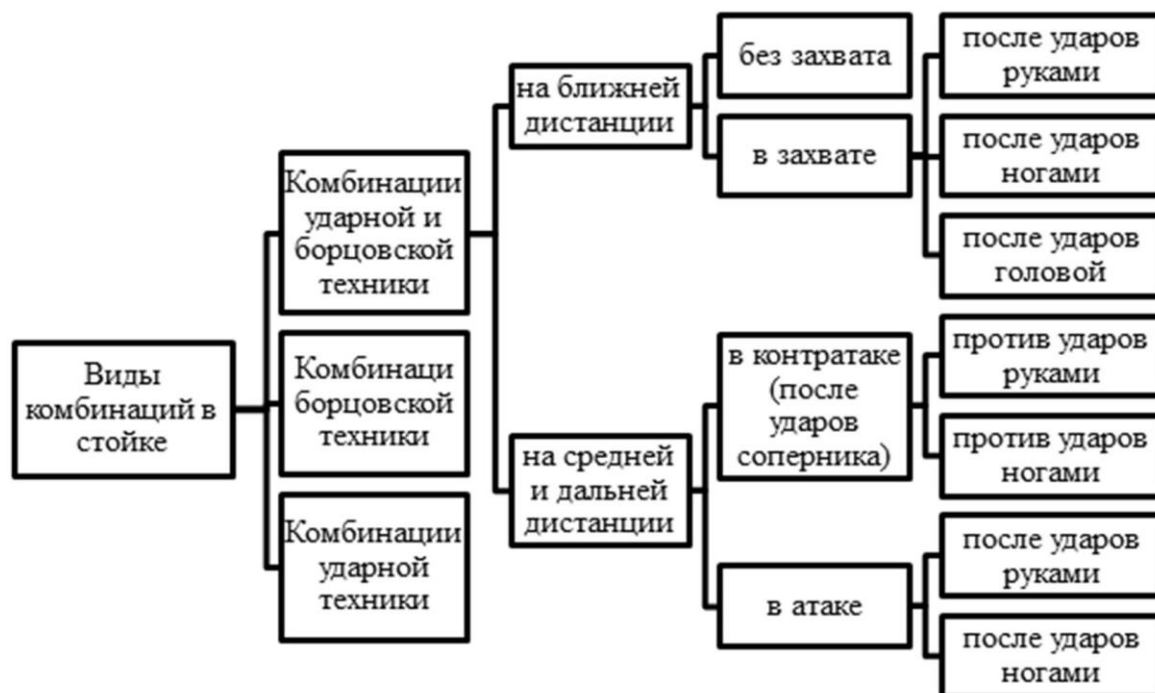 Виды
комбинаций в
стойке
Комбинации
ударной и
борцовской
техники
Комбинаци
борцовской
техники
Комбинации
ударной
техники
на ближней
дистанции
на средней
и дальней
дистанции
без захвата
в захвате
в контратаке
(после
ударов
соперника)
в атаке
после ударов
руками
после ударов
ногами
после ударов
головой
против ударов
руками
против ударов
ногами
после ударов
руками
после ударов
ногами